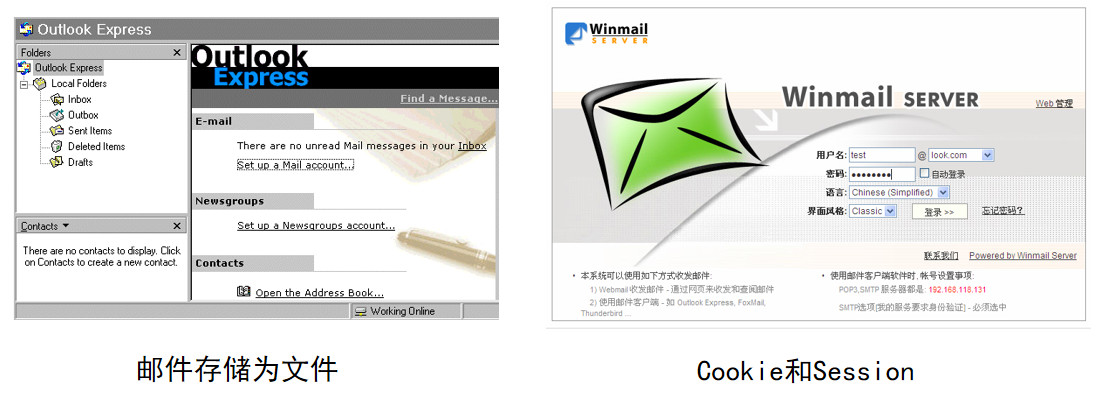 Outlook Express
Folders
Outlook Express
Local Folders
Inbox
Outbox
Sent Items
Deleted Items
Drafts
Contacts
There are no contacts to display. Click
on Contacts to create a new contact.
Outlook
Express
Find a Message...
E-mail
There are no unread Mail messages in your Inbox
Set up a Mail account...
Newsgroups
Set up a Newsgroups account...
Contacts
Open the Address Book...
Working Online
邮件存储为文件
Winmail
SERVER
Winmail SERVER
Web 管理
用户名: test @ look.com
密码: ******** 自动登录
语言: Chinese (Simplified)
界面风格: Classic 登录 >> 忘记密码?
联系我们 Powered by Winmail Server
• 本系统可以使用如下方式收发邮件:
1) Webmail 收发邮件 - 通过网页来收发和查阅邮件
2) 使用邮件客户端 - 如 Outlook Express, FoxMail,
Thunderbird ...
• 使用邮件客户端软件时, 帐号设置事项:
POP3,SMTP 服务器都是: 192.168.118.131
SMTP选项[我的服务要求身份验证] - 必须选中
Cookie和Session